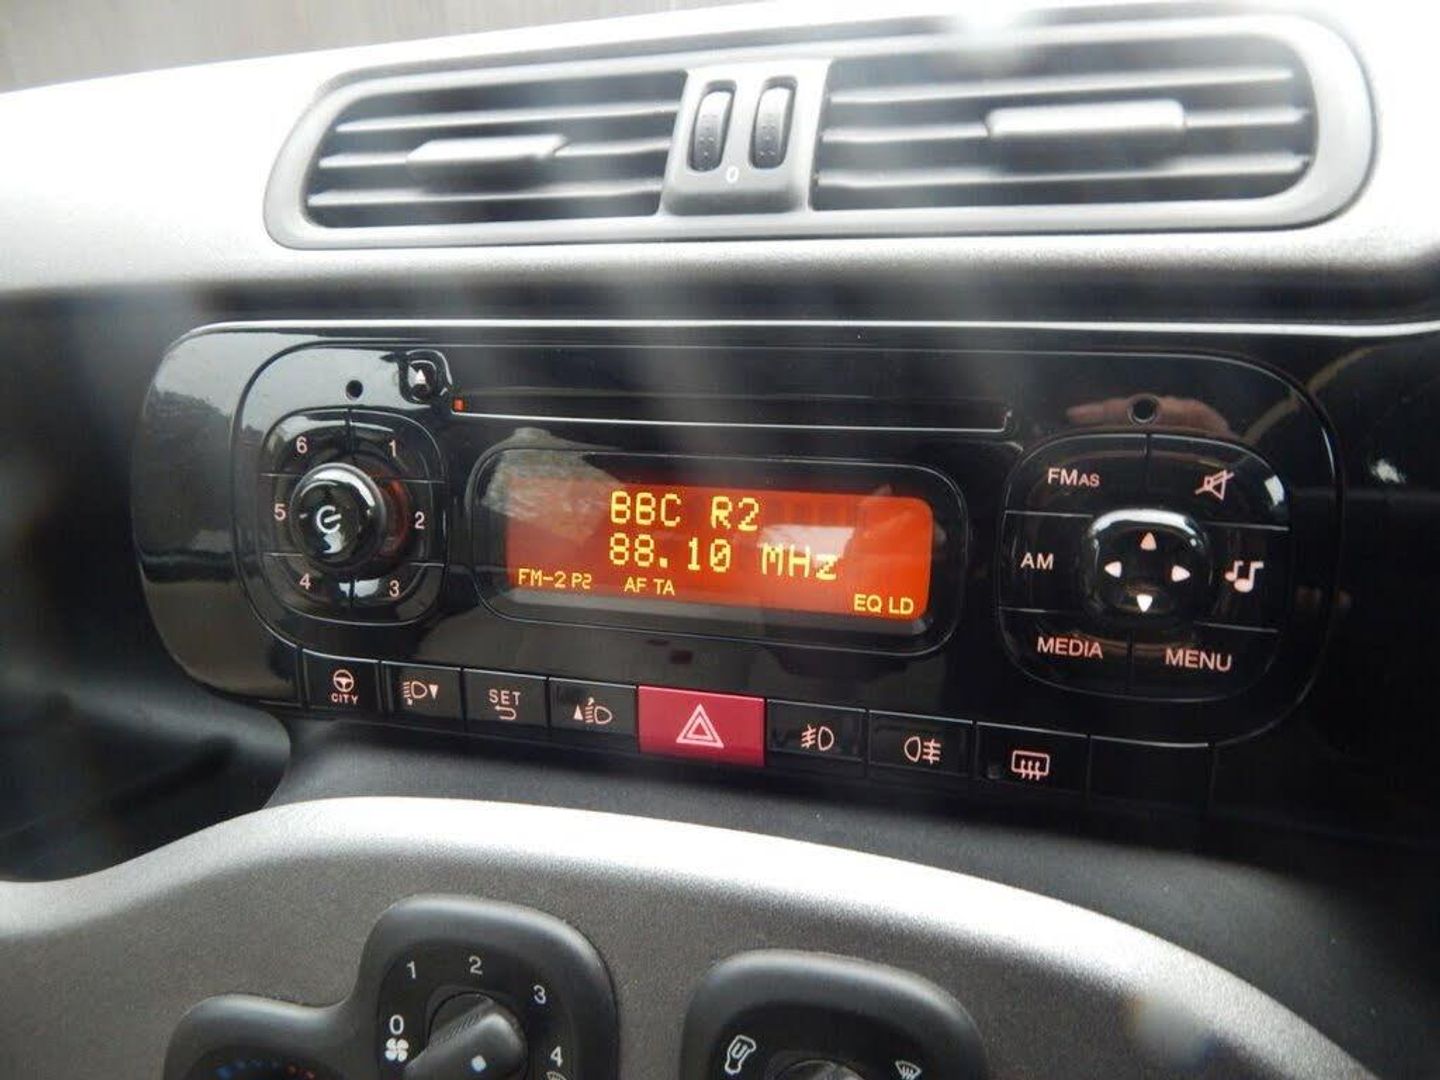 0
6 1
5 2
4 3
BBC R2
88.10 MHz
FM-2 P2 AF TA EQ LD
FMAS
AM
MEDIA MENU
CITY
SET
1 2 3
0 4